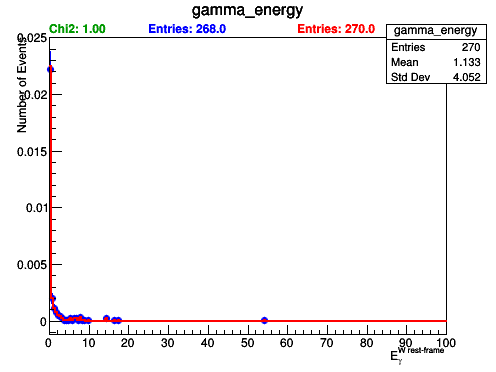 gamma_energy
Chi2: 1.00 Entries: 268.0 Entries: 270.0
gamma_energy
Entries 270
Mean 1.133
Std Dev 4.052
Number of Events
0.025
0.02
0.015
0.01
0.005
0
0 10 20 30 40 50 60 70 80 90 100
E_γ^W rest-frame